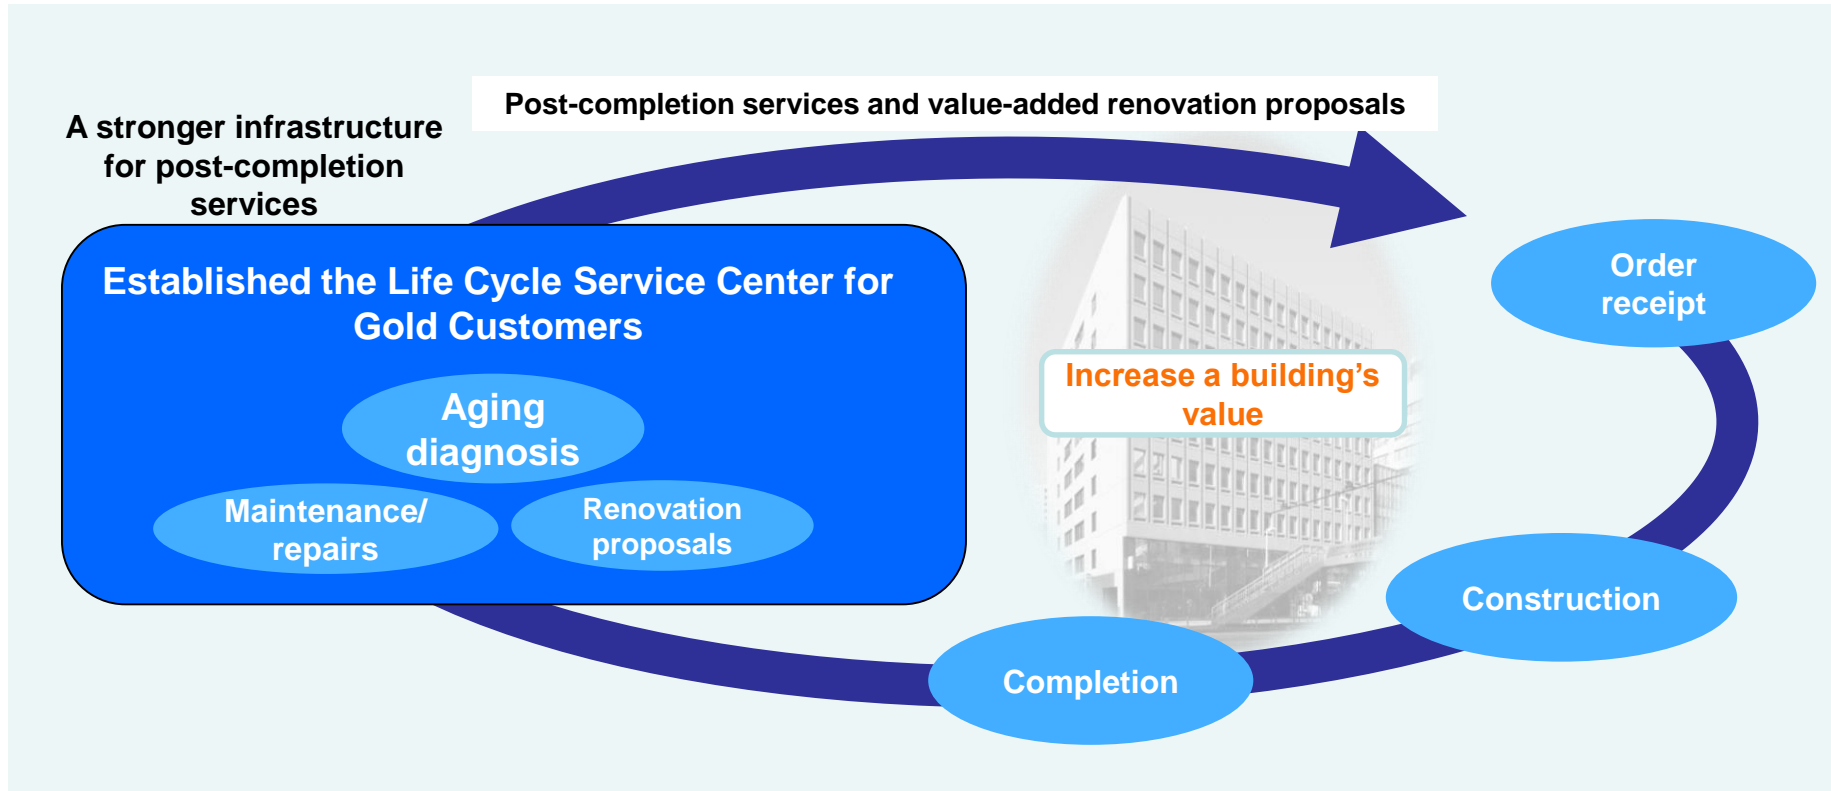 Post-completion services and value-added renovation proposals
A stronger infrastructure
for post-completion
services
Established the Life Cycle Service Center for
Gold Customers
Aging
diagnosis
Maintenance/
repairs
Renovation
proposals
Increase a building’s
value
Order
receipt
Construction
Completion